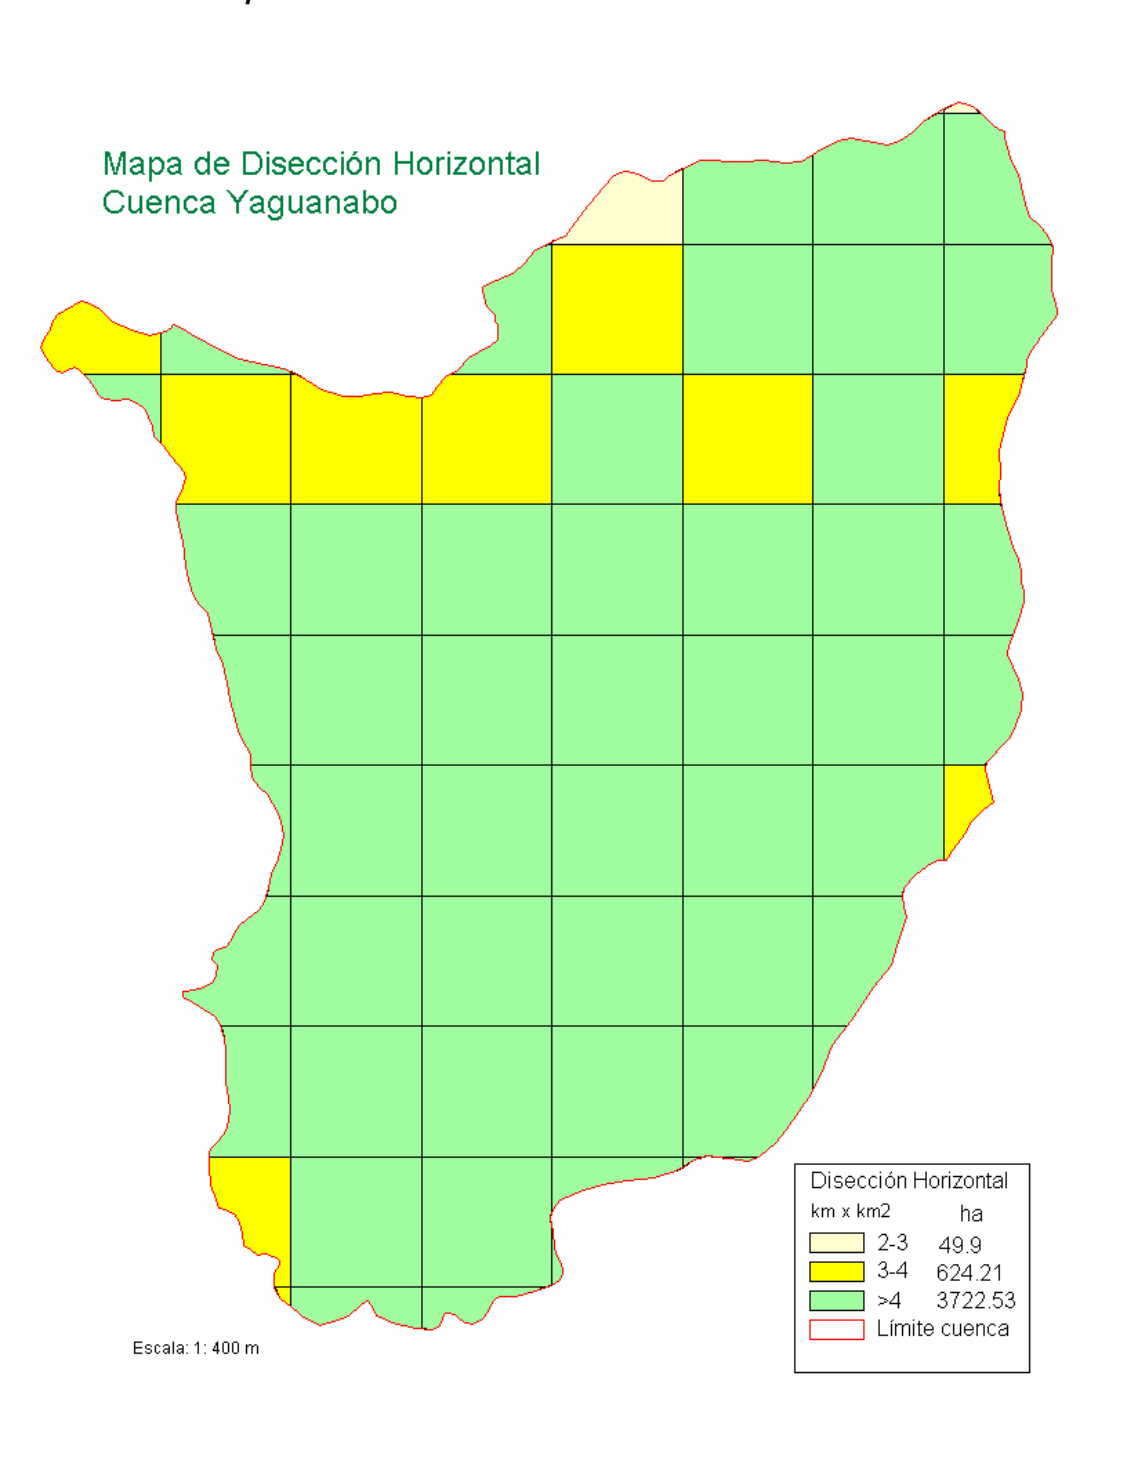 Mapa de Disección Horizontal
Cuenca Yaguanabo
Disección Horizontal
km x km2 ha
2-3 49.9
3-4 624.21
>4 3722.53
Límite cuenca
Escala: 1: 400 m